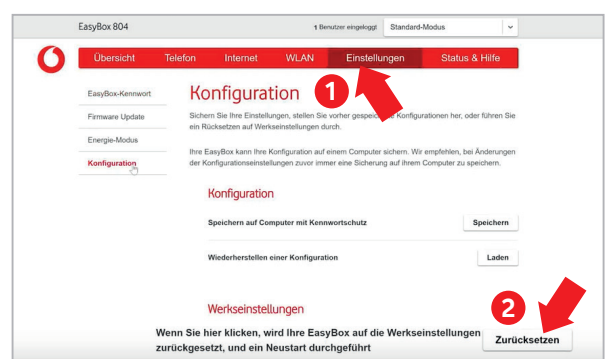 EasyBox 804
1 Benutzer eingeloggt
Standard-Modus
Übersicht
Telefon
Internet
WLAN
Einstellungen
Status & Hilfe
1
EasyBox-Kennwort
Firmware Update
Energie-Modus
Konfiguration
Konfiguration
Sichern Sie Ihre Einstellungen, stellen Sie vorher Konfigurationen her, oder führen Sie
ein Rücksetzen auf Werkseinstellungen durch.
Ihre EasyBox kann Ihre Konfiguration auf einem Computer sichern. Wir empfehlen, bei Änderungen
der Konfigurationseinstellungen zuvor immer eine Sicherung auf ihrem Computer zu speichern.
Konfiguration
Speichern auf Computer mit Kennwortschutz
Speichern
Wiederherstellen einer Konfiguration
Laden
Werkseinstellungen
2
Wenn Sie hier klicken, wird Ihre EasyBox auf die Werkseinstellungen
zurückgesetzt, und ein Neustart durchgeführt
Zurücksetzen